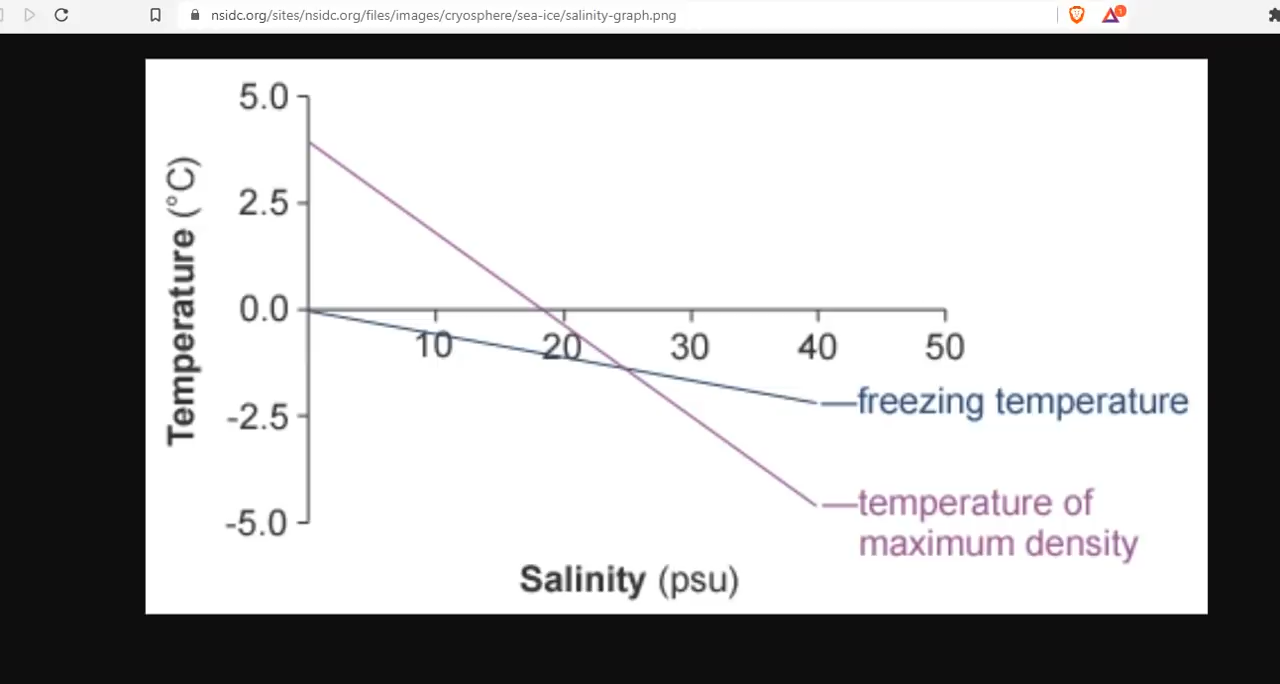 nsidc.org/sites/nsidc.org/files/images/cryosphere/sea-ice/salinity-graph.png
1
5.0
2.5
0.0
-2.5
-5.0
Temperature (°C)
10 20 30 40 50
freezing temperature
temperature of
maximum density
Salinity (psu)